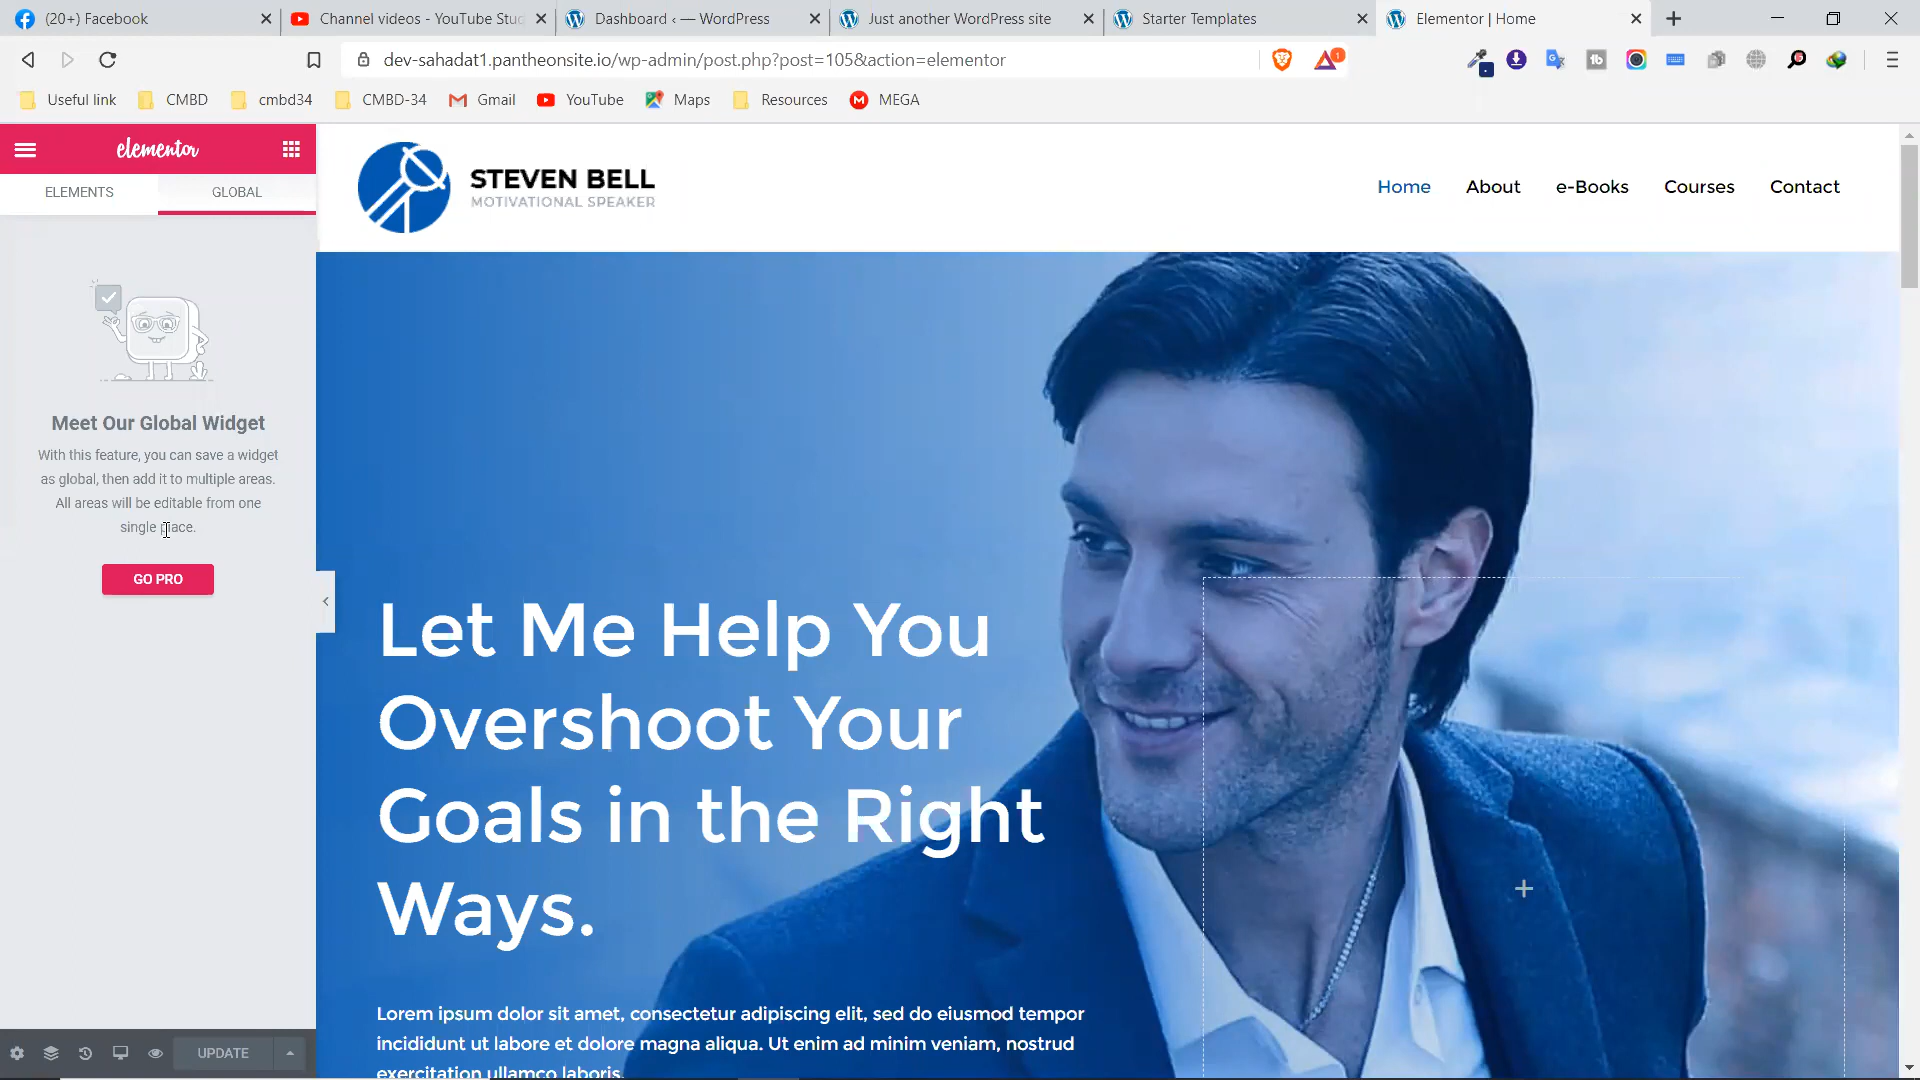 (20+) Facebook
Channel videos - YouTube Stud
Dashboard ‹ — WordPress
Just another WordPress site
Starter Templates
Elementor | Home
dev-sahadat1.pantheonsite.io/wp-admin/post.php?post=105&action=elementor
1
Useful link
CMBD
cmbd34
CMBD-34
Gmail
YouTube
Maps
Resources
MEGA
elementor
ELEMENTS
GLOBAL
Meet Our Global Widget
With this feature, you can save a widget
as global, then add it to multiple areas.
All areas will be editable from one
single place.
GO PRO
UPDATE
STEVEN BELL
MOTIVATIONAL SPEAKER
Home
About
e-Books
Courses
Contact
Let Me Help You
Overshoot Your
Goals in the Right
Ways.
Lorem ipsum dolor sit amet, consectetur adipiscing elit, sed do eiusmod tempor
incididunt ut labore et dolore magna aliqua. Ut enim ad minim veniam, nostrud
exercitation ullamco laboris.